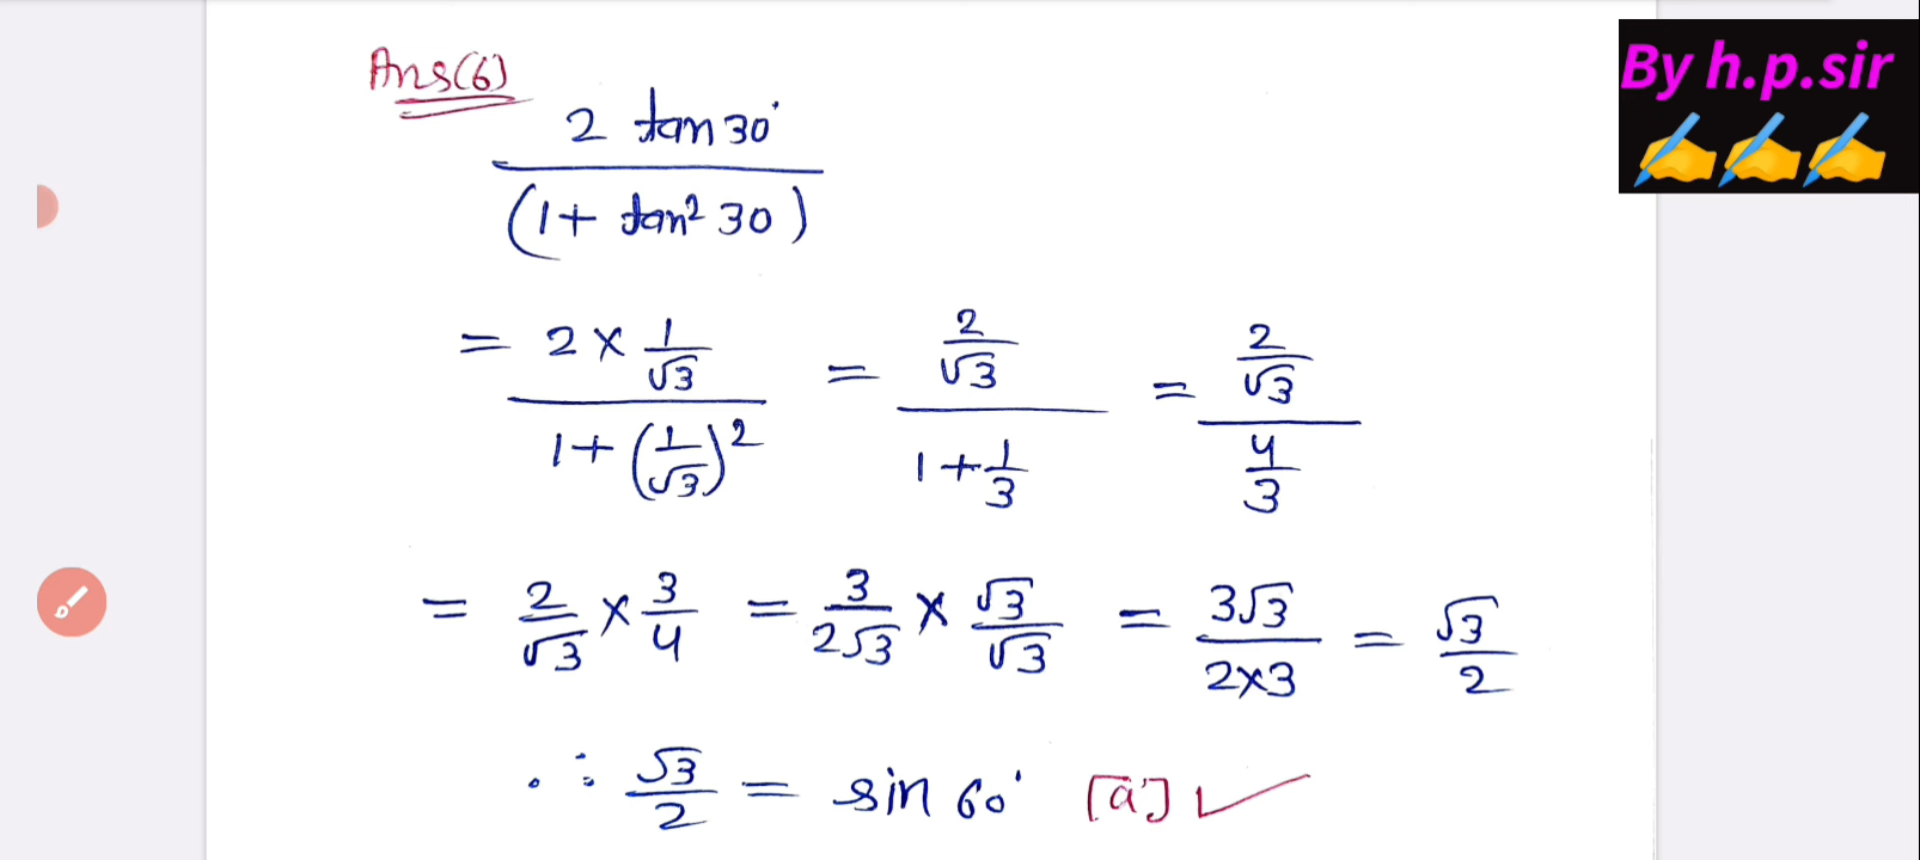 Ans(6)
By h.p.sir
2 tan 30°
(1 + tan² 30)
= 2 × 1/√3 / 1 + (1/√3)² = 2/√3 / 1 + 1/3 = 2/√3 / 4/3
= 2/√3 × 3/4 = 3/2√3 × √3/√3 = 3√3 / 2×3 = √3/2
∴ √3/2 = sin 60° [a] ✓